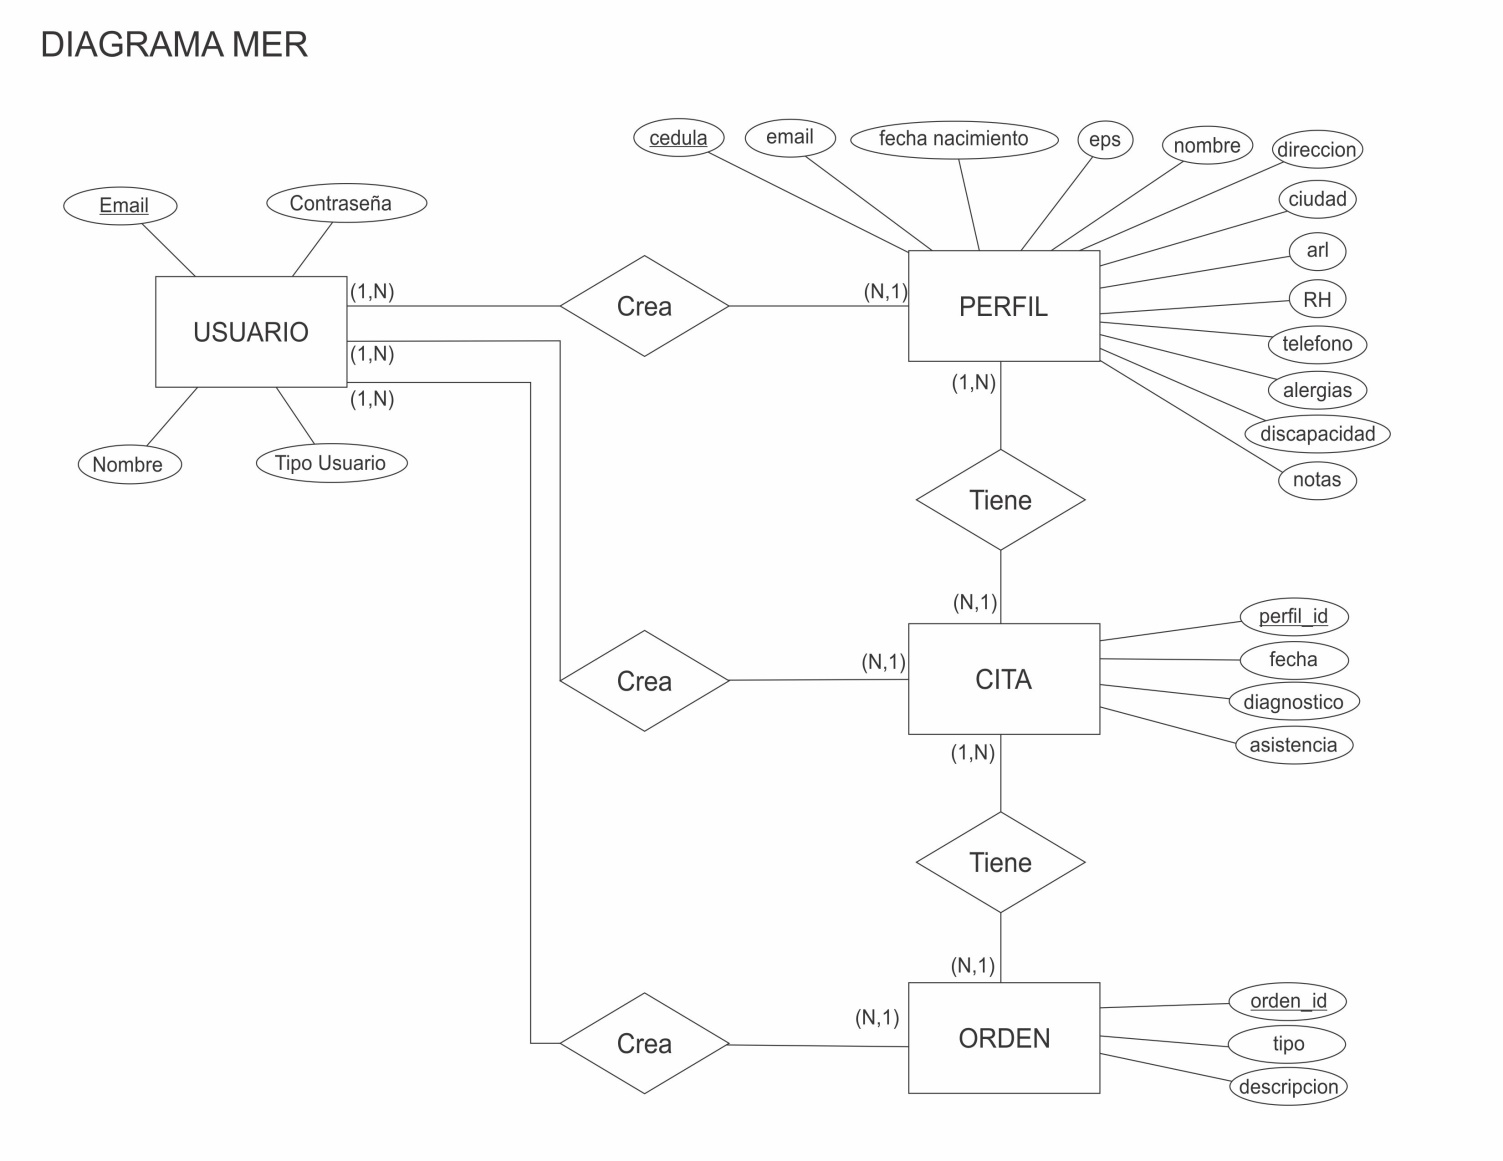 DIAGRAMA MER
cedula
email
fecha nacimiento
eps
nombre
direccion
ciudad
arl
RH
telefono
alergias
discapacidad
notas
Email
Contraseña
USUARIO
Nombre
Tipo Usuario
(1,N)
(1,N)
(1,N)
Crea
(N,1)
PERFIL
(1,N)
Tiene
(N,1)
Crea
(N,1)
CITA
perfil_id
fecha
diagnostico
asistencia
(1,N)
Tiene
(N,1)
Crea
(N,1)
ORDEN
orden_id
tipo
descripcion